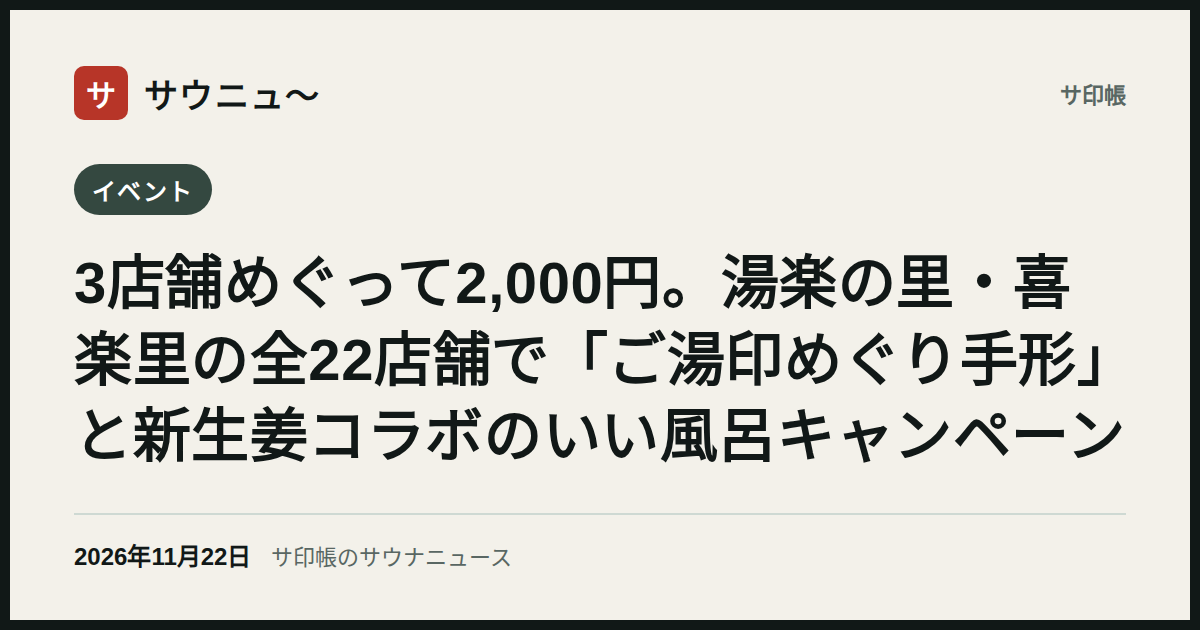 サ サウニュ〜
サ印帳
イベント
3店舗めぐって2,000円。湯楽の里・喜
楽里の全22店舗で「ご湯印めぐり手形」
と新生姜コラボのいい風呂キャンペーン
2026年11月22日 サ印帳のサウナニュース